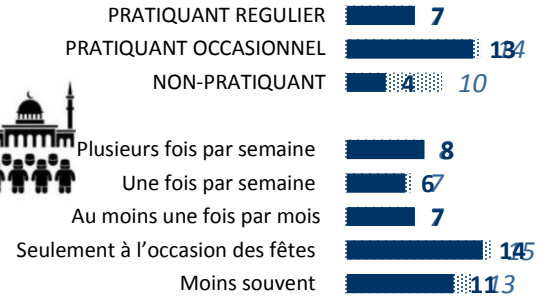 PRATIQUANT REGULIER 7
PRATIQUANT OCCASIONNEL 13 14
NON-PRATIQUANT 4 10
Plusieurs fois par semaine 8
Une fois par semaine 6 7
Au moins une fois par mois 7
Seulement à l’occasion des fêtes 14 15
Moins souvent 11 13